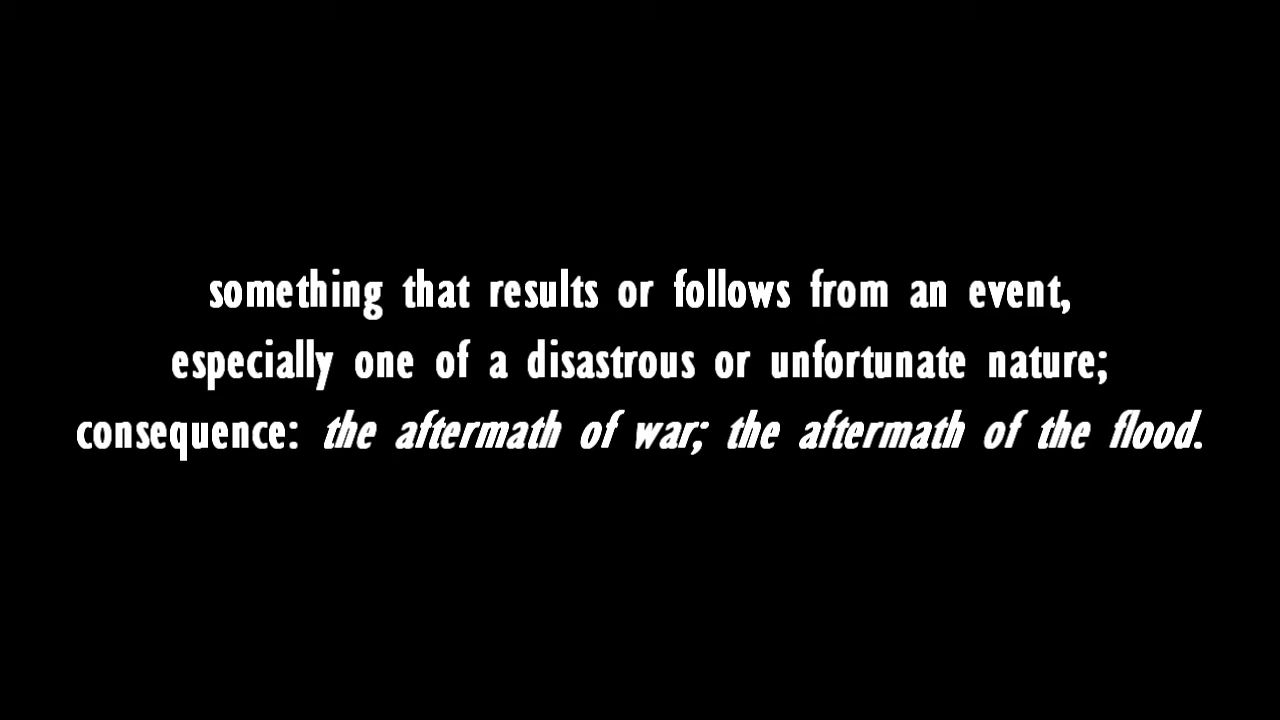 something that results or follows from an event,
especially one of a disastrous or unfortunate nature;
consequence: the aftermath of war; the aftermath of the flood.